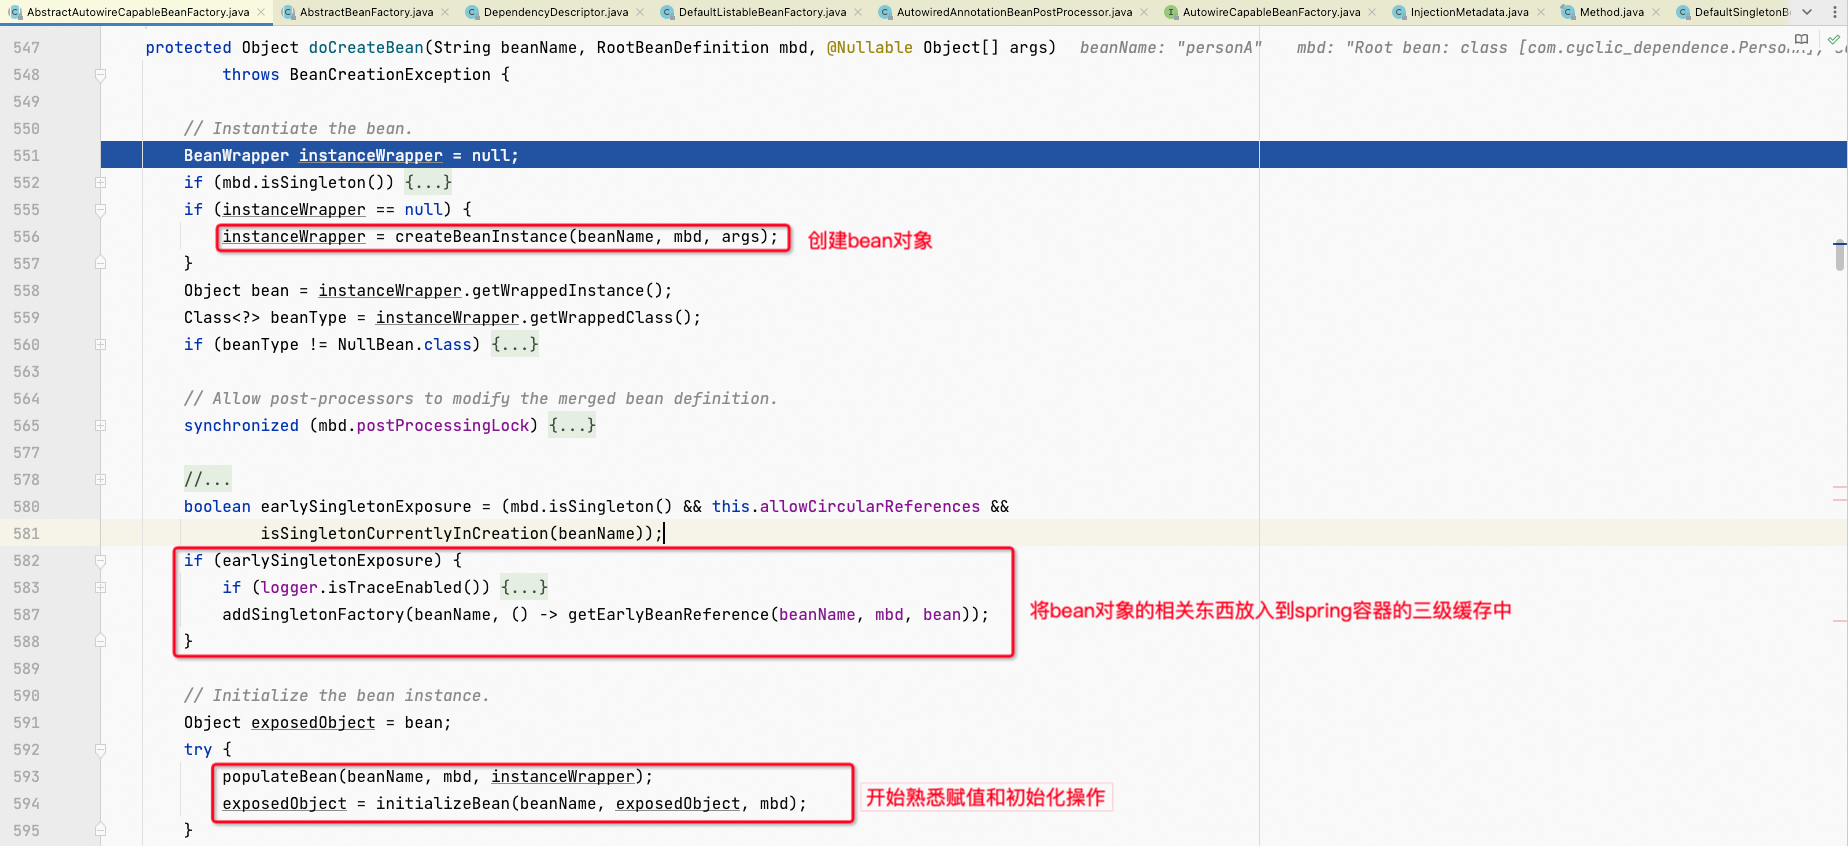 AbstractAutowireCapableBeanFactory.java AbstractBeanFactory.java DependencyDescriptor.java DefaultListableBeanFactory.java AutowiredAnnotationBeanPostProcessor.java AutowireCapableBeanFactory.java InjectionMetadata.java Method.java DefaultSingletonB
547 protected Object doCreateBean(String beanName, RootBeanDefinition mbd, @Nullable Object[] args) beanName: "personA" mbd: "Root bean: class [com.cyclic_dependence.PersonA];
548 throws BeanCreationException {
549
550 // Instantiate the bean.
551 BeanWrapper instanceWrapper = null;
552 if (mbd.isSingleton()) {...}
555 if (instanceWrapper == null) {
556 instanceWrapper = createBeanInstance(beanName, mbd, args); 创建bean对象
557 }
558 Object bean = instanceWrapper.getWrappedInstance();
559 Class<?> beanType = instanceWrapper.getWrappedClass();
560 if (beanType != NullBean.class) {...}
563
564 // Allow post-processors to modify the merged bean definition.
565 synchronized (mbd.postProcessingLock) {...}
577
578 //...
580 boolean earlySingletonExposure = (mbd.isSingleton() && this.allowCircularReferences &&
581 isSingletonCurrentlyInCreation(beanName));
582 if (earlySingletonExposure) {
583 if (logger.isTraceEnabled()) {...}
587 addSingletonFactory(beanName, () -> getEarlyBeanReference(beanName, mbd, bean)); 将bean对象的相关东西放入到spring容器的三级缓存中
588 }
589
590 // Initialize the bean instance.
591 Object exposedObject = bean;
592 try {
593 populateBean(beanName, mbd, instanceWrapper);
594 exposedObject = initializeBean(beanName, exposedObject, mbd); 开始熟悉赋值和初始化操作
595 }